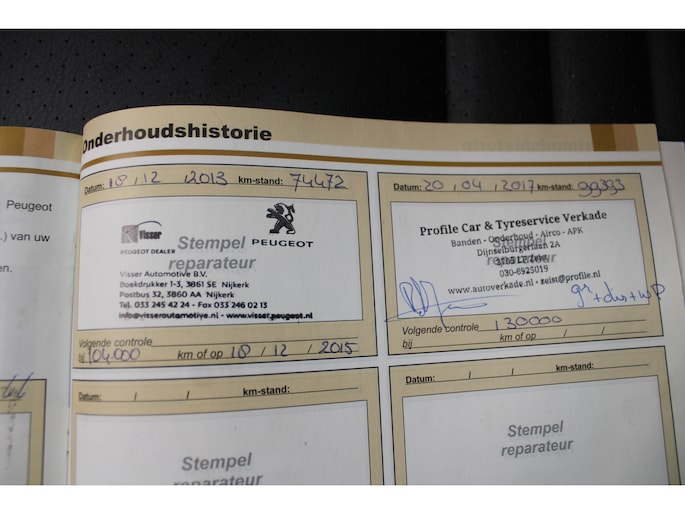 Onderhoudshistorie
Peugeot
.) van uw
en.
Datum: 18 / 12 / 2013 km-stand: 74472
Visser
PEUGEOT DEALER
PEUGEOT
Stempel
reparateur
Visser Automotive B.V.
Boekdrukker 1-3, 3861 SE Nijkerk
Postbus 32, 3860 AA Nijkerk
Tel. 033 245 42 24 - Fax 033 246 02 13
info@visserautomotive.nl - www.visser.peugeot.nl
Volgende controle
bij 104.000 km of op 18 / 12 / 2015
Datum: 20 / 04 / 2017 km-stand: 99393
Profile Car & Tyreservice Verkade
Banden - Onderhoud - Airco - APK
Dijnselburgerlaan 2A
Stempel
reparateur
030-6925019
www.autoverkade.nl - zeist@profile.nl
Volgende controle 130000
bij km of op / /
Datum: / / km-stand:
Stempel
reparateur
Datum: / / km-stand:
Stempel
reparateur